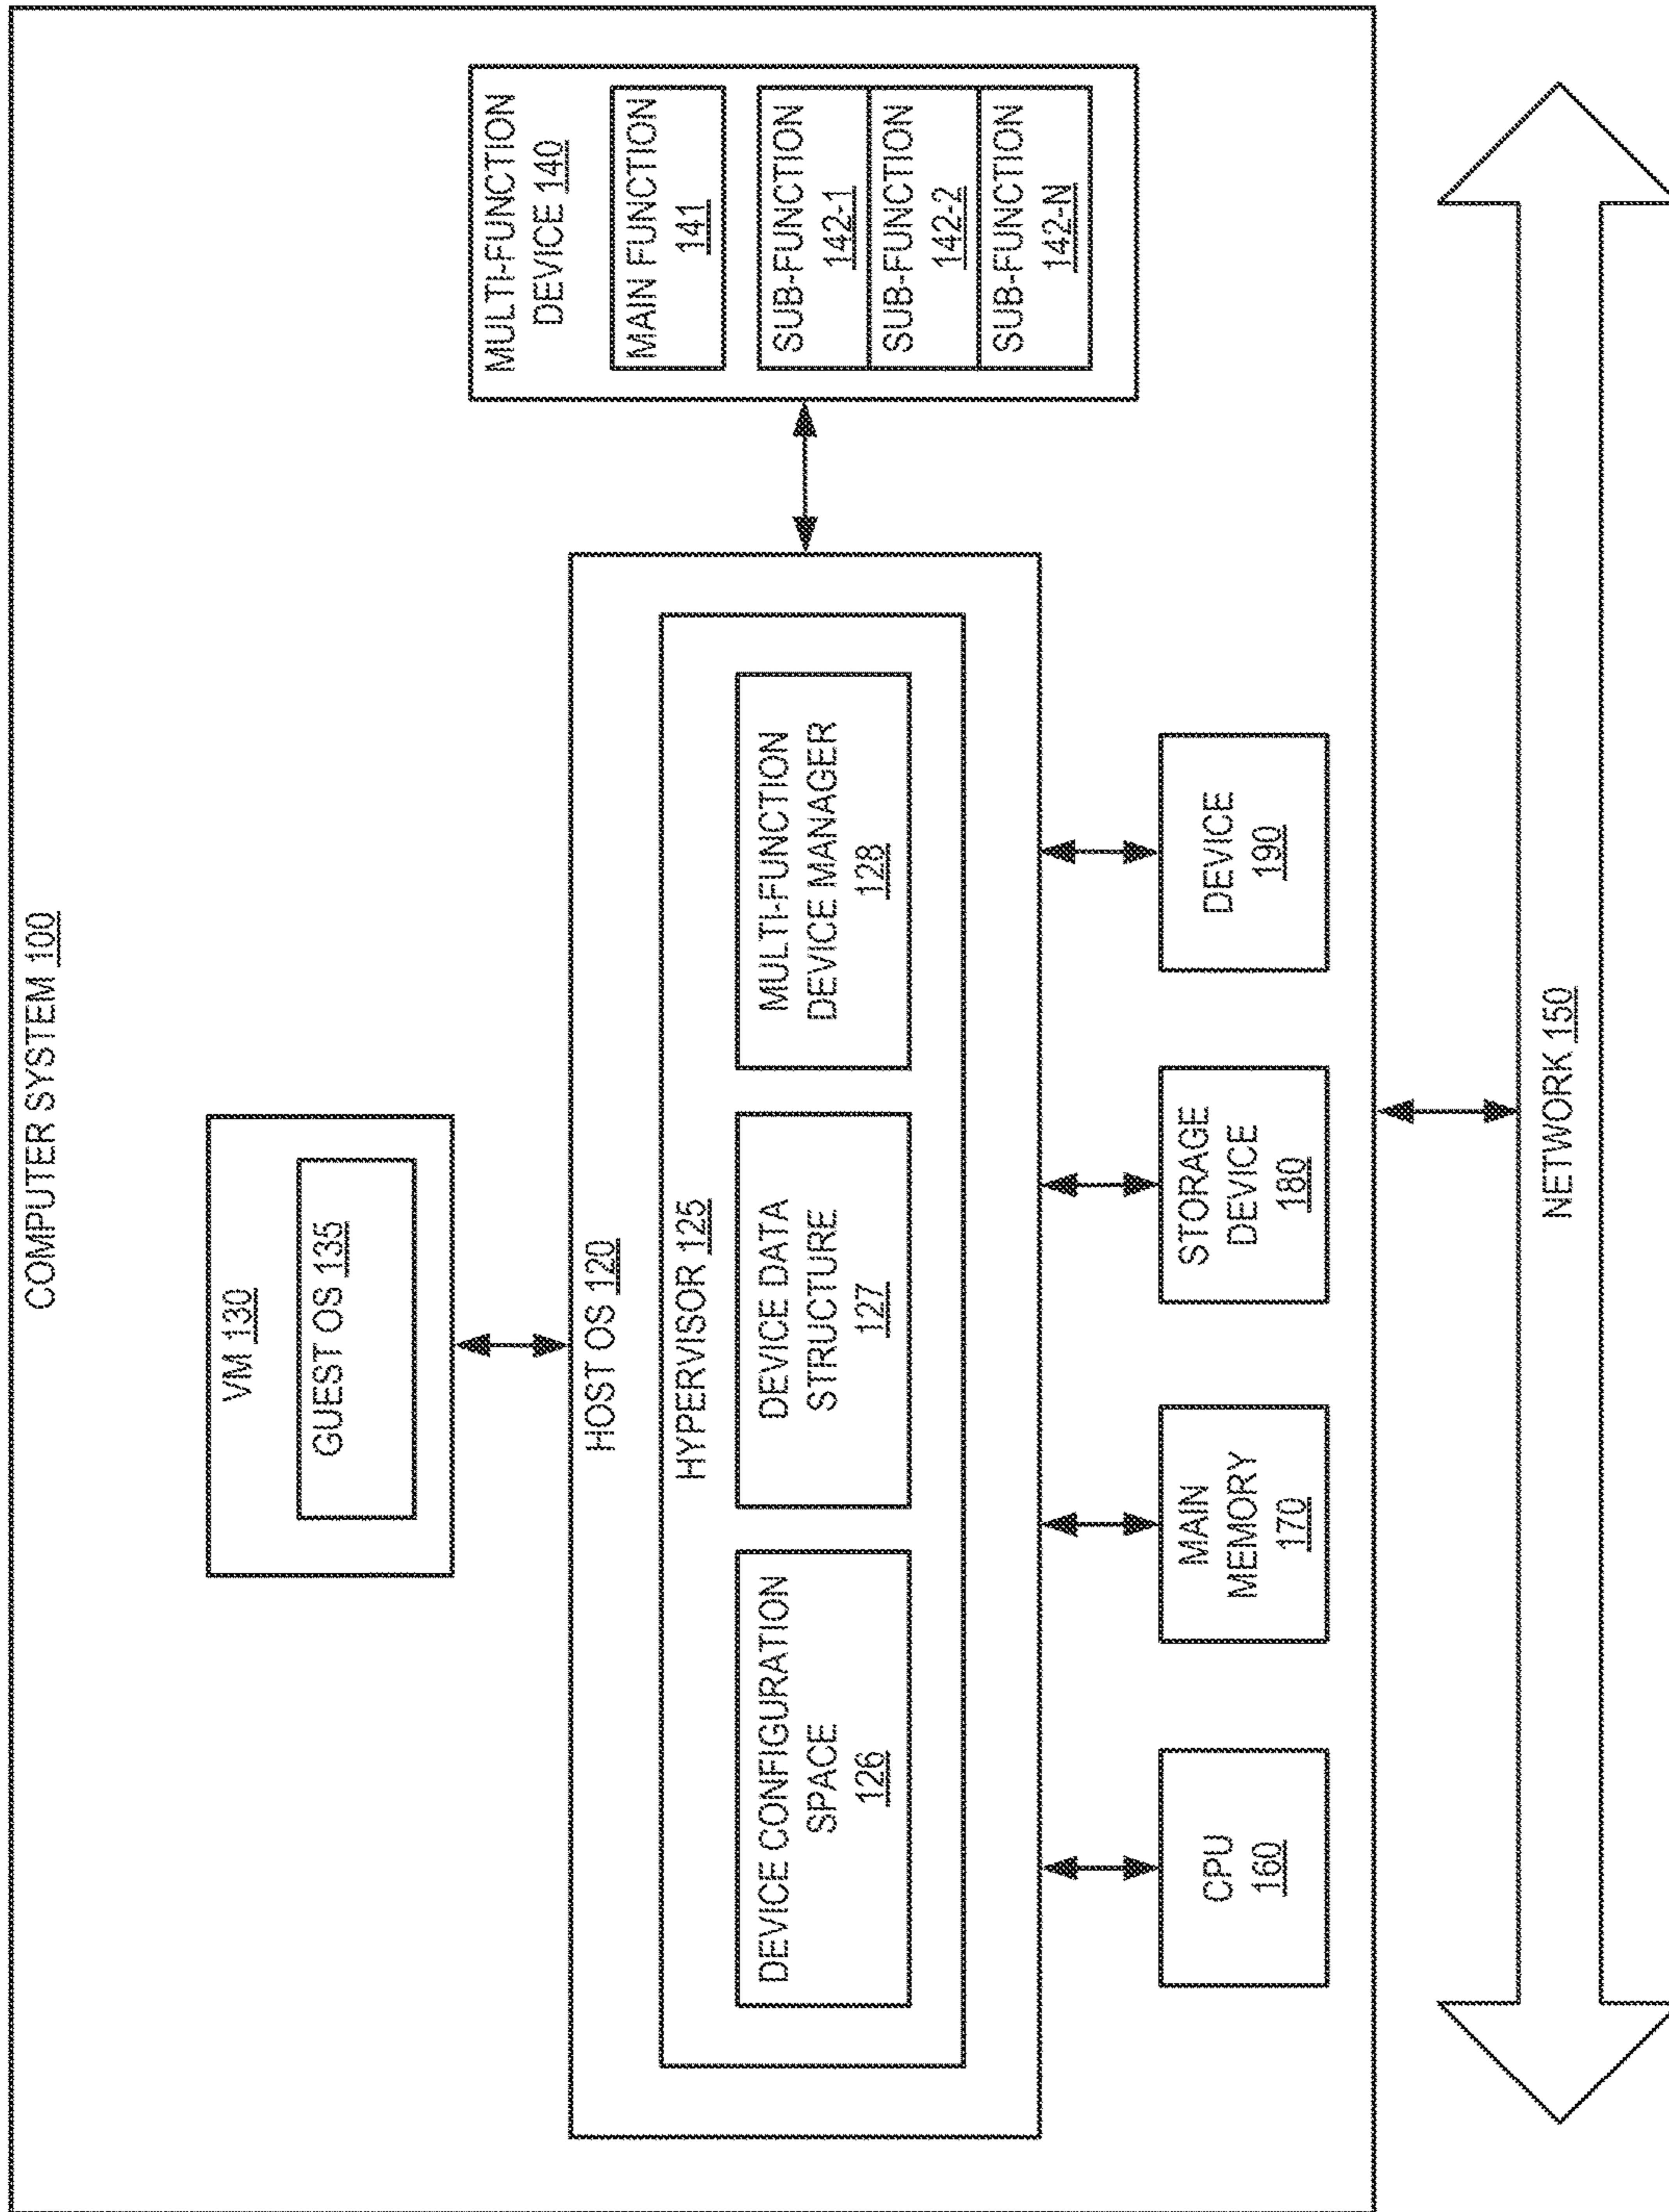 COMPUTER SYSTEM 100
VM 130
GUEST OS 135
HOST OS 120
HYPERVISOR 125
DEVICE CONFIGURATION
SPACE
126
DEVICE DATA
STRUCTURE
127
MULTI-FUNCTION
DEVICE MANAGER
128
MULTI-FUNCTION
DEVICE 140
MAIN FUNCTION
141
SUB-FUNCTION
142-1
SUB-FUNCTION
142-2
SUB-FUNCTION
142-N
CPU
160
MAIN
MEMORY
170
STORAGE
DEVICE
180
DEVICE
190
NETWORK 150